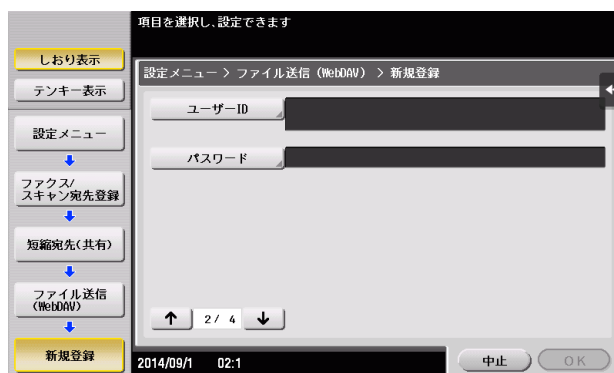 項目を選択し、設定できます
しおり表示
テンキー表示
設定メニュー
ファクス/
スキャン宛先登録
短縮宛先(共有)
ファイル送信
(WebDAV)
新規登録
設定メニュー > ファイル送信 (WebDAV) > 新規登録
ユーザーID
パスワード
↑ 2/ 4 ↓
2014/09/1 02:1
中止
OK